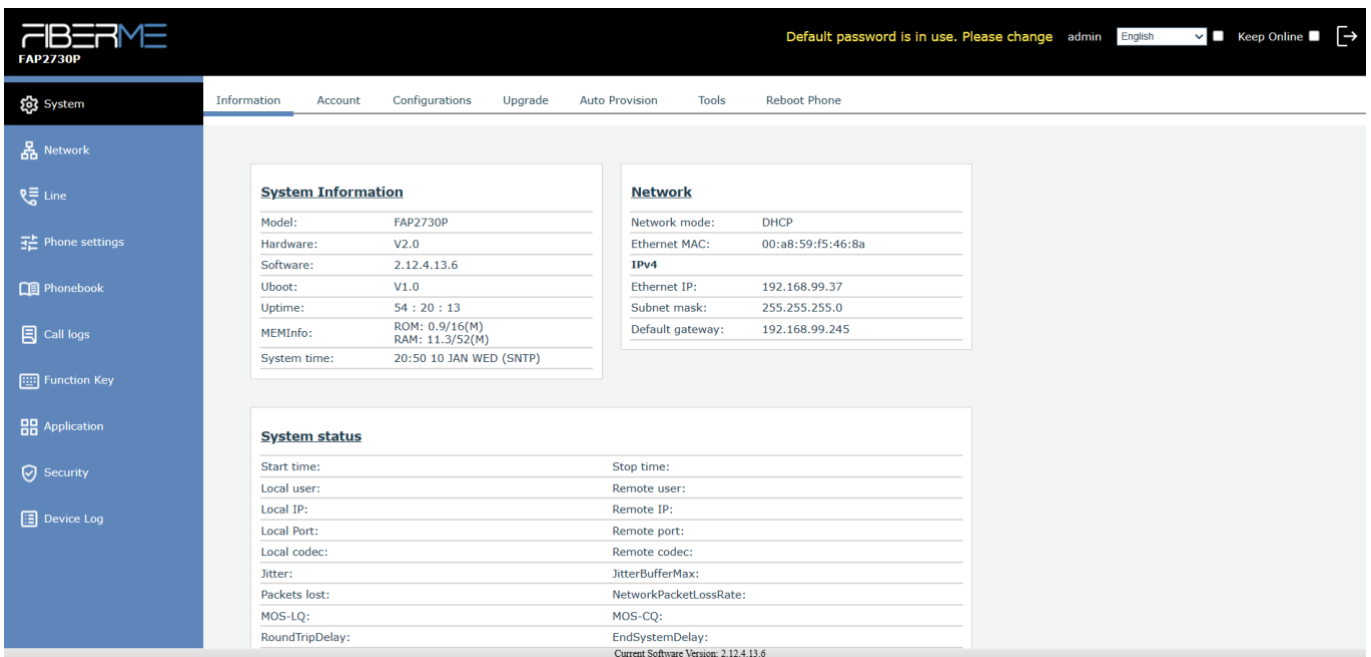 FIBERME
FAP2730P
Default password is in use. Please change admin English Keep Online
System
Network
Line
Phone settings
Phonebook
Call logs
Function Key
Application
Security
Device Log
Information Account Configurations Upgrade Auto Provision Tools Reboot Phone
System Information
Model: FAP2730P
Hardware: V2.0
Software: 2.12.4.13.6
Uboot: V1.0
Uptime: 54 : 20 : 13
MEMInfo: ROM: 0.9/16(M)
RAM: 11.3/52(M)
System time: 20:50 10 JAN WED (SNTP)
Network
Network mode: DHCP
Ethernet MAC: 00:a8:59:f5:46:8a
IPv4
Ethernet IP: 192.168.99.37
Subnet mask: 255.255.255.0
Default gateway: 192.168.99.245
System status
Start time: Stop time:
Local user: Remote user:
Local IP: Remote IP:
Local Port: Remote port:
Local codec: Remote codec:
Jitter: JitterBufferMax:
Packets lost: NetworkPacketLossRate:
MOS-LQ: MOS-CQ:
RoundTripDelay: EndSystemDelay:
Current Software Version: 2.12.4.13.6